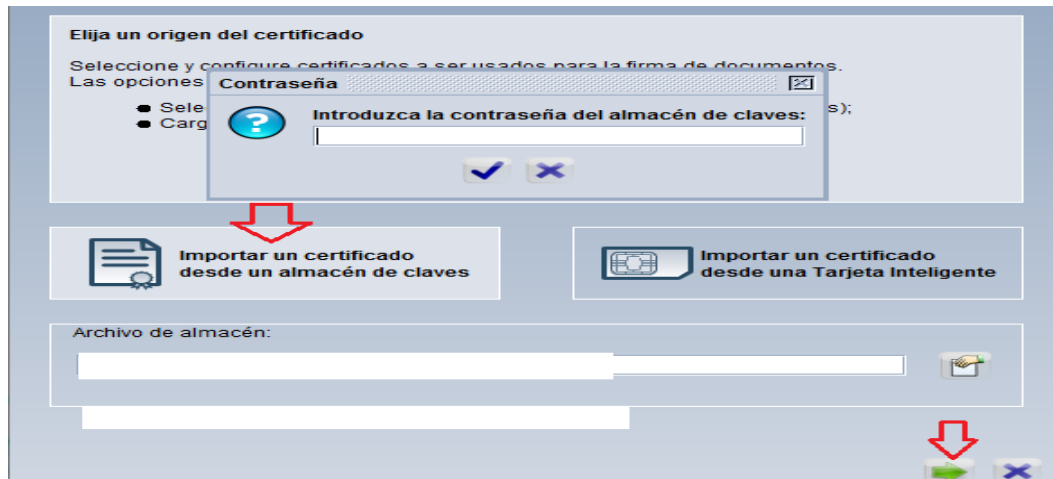 Elija un origen del certificado
Seleccione y configure certificados a ser usados para la firma de documentos.
Las opciones
Contraseña
Sele
s);
Carg
Introduzca la contraseña del almacén de claves:
Importar un certificado
desde un almacén de claves
Importar un certificado
desde una Tarjeta Inteligente
Archivo de almacén: